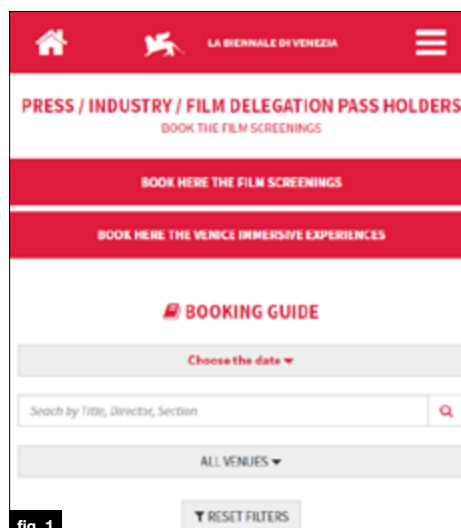 LA BIENNALE DI VENEZIA
PRESS / INDUSTRY / FILM DELEGATION PASS HOLDERS
BOOK THE FILM SCREENINGS
BOOK HERE THE FILM SCREENINGS
BOOK HERE THE VENICE IMMERSIVE EXPERIENCES
BOOKING GUIDE
Choose the date
Seach by Title, Director, Section
ALL VENUES
RESET FILTERS
fig. 1